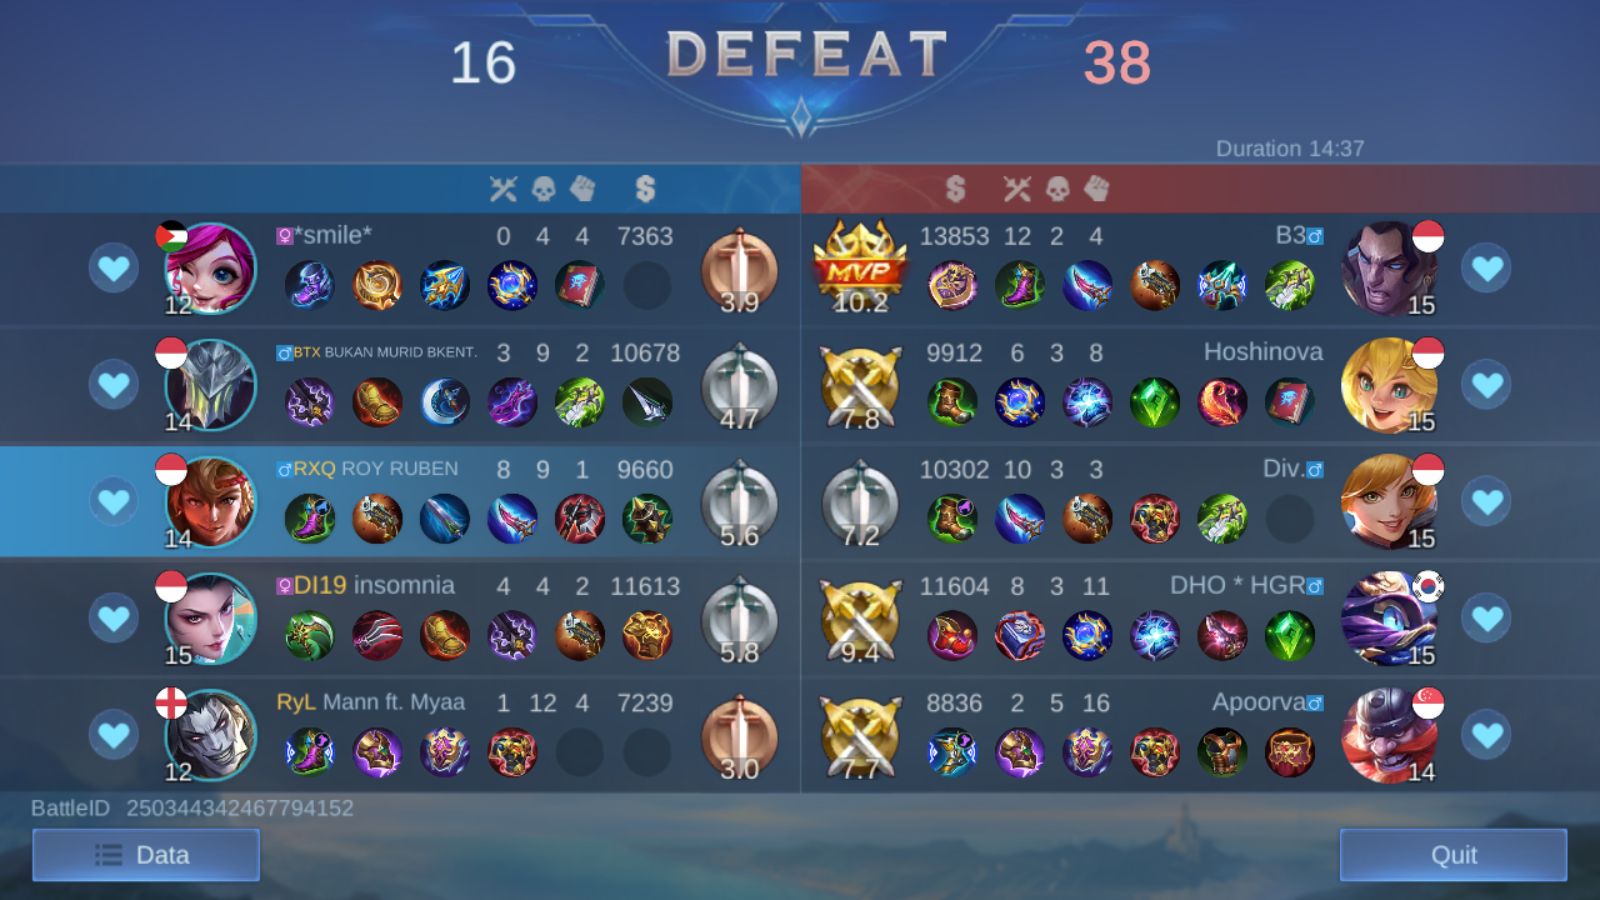 16 DEFEAT 38
Duration 14:37
*smile* 0 4 4 7363
12 3.9
MVP 13853 12 2 4 B3
10.2 15
BTX BUKAN MURID BKENT. 3 9 2 10678
14 4.7
9912 6 3 8 Hoshinova
7.8 15
RXQ ROY RUBEN 8 9 1 9660
14 5.6
10302 10 3 3 Div.
7.2 15
DI19 insomnia 4 4 2 11613
15 5.8
11604 8 3 11 DHO * HGR
9.4 15
RyL Mann ft. Myaa 1 12 4 7239
12 3.0
8836 2 5 16 Apoorva
7.7 14
BattleID 250344342467794152
Data
Quit